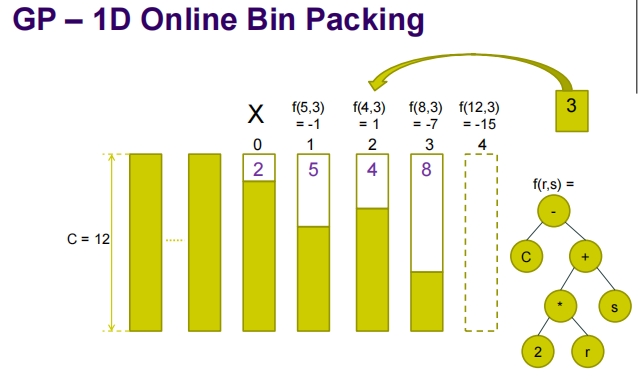 GP – 1D Online Bin Packing
3
X f(5,3) f(4,3) f(8,3) f(12,3)
= -1 = 1 = -7 = -15
0 1 2 3 4
2 5 4 8
f(r,s) =
-
C = 12 ......
C +
* s
2 r